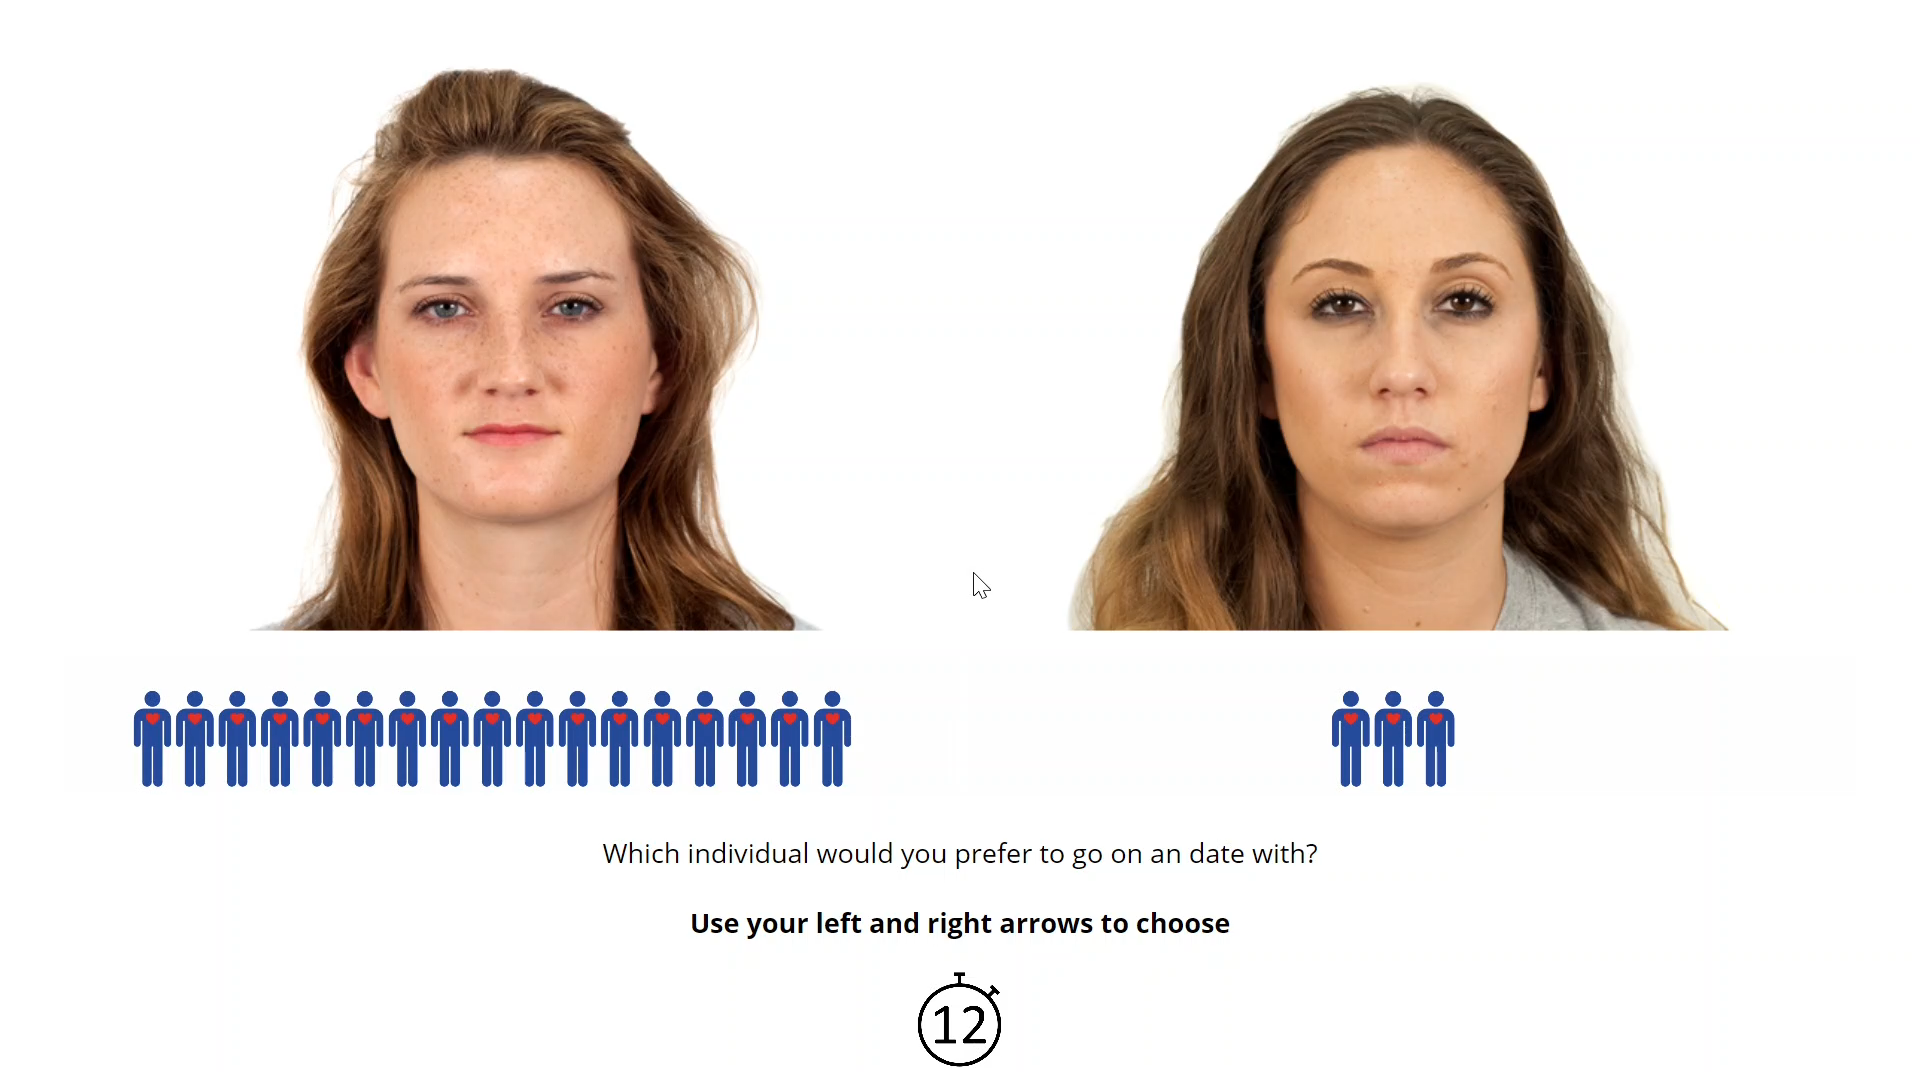 Which individual would you prefer to go on an date with?
Use your left and right arrows to choose
12